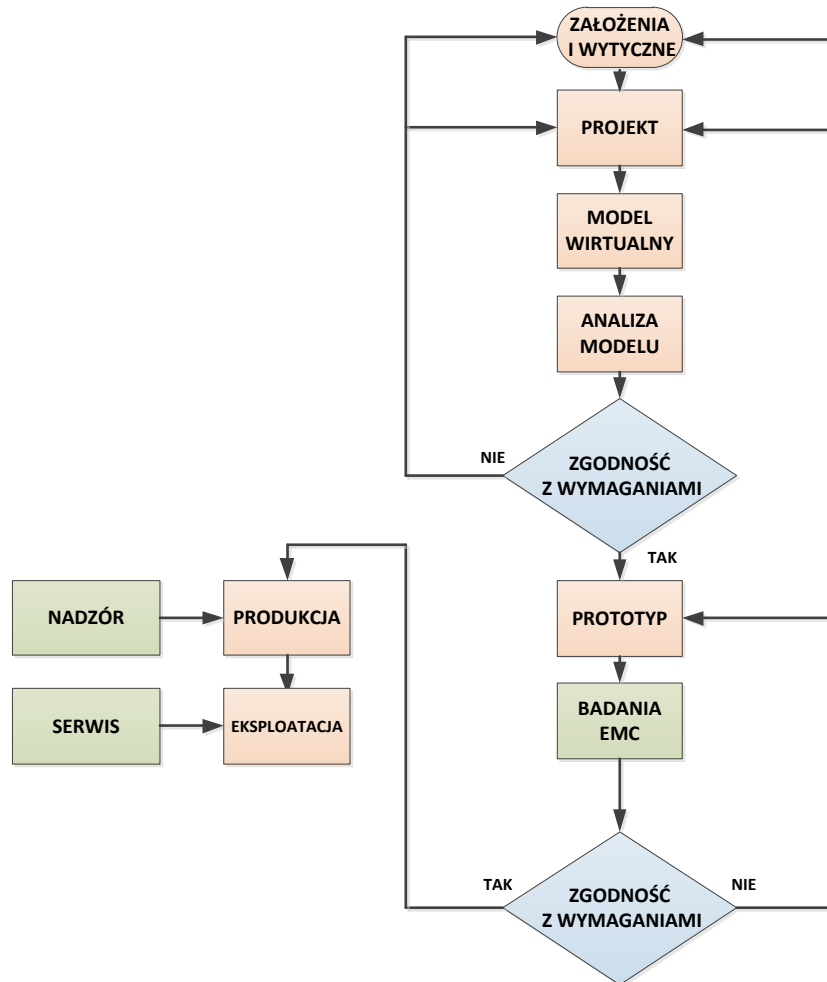 ZAŁOŻENIA
I WYTYCZNE
PROJEKT
MODEL
WIRTUALNY
ANALIZA
MODELU
NIE
ZGODNOŚĆ
Z WYMAGANIAMI
TAK
NADZÓR
PRODUKCJA
PROTOTYP
SERWIS
EKSPLOATACJA
BADANIA
EMC
TAK
ZGODNOŚĆ
Z WYMAGANIAMI
NIE